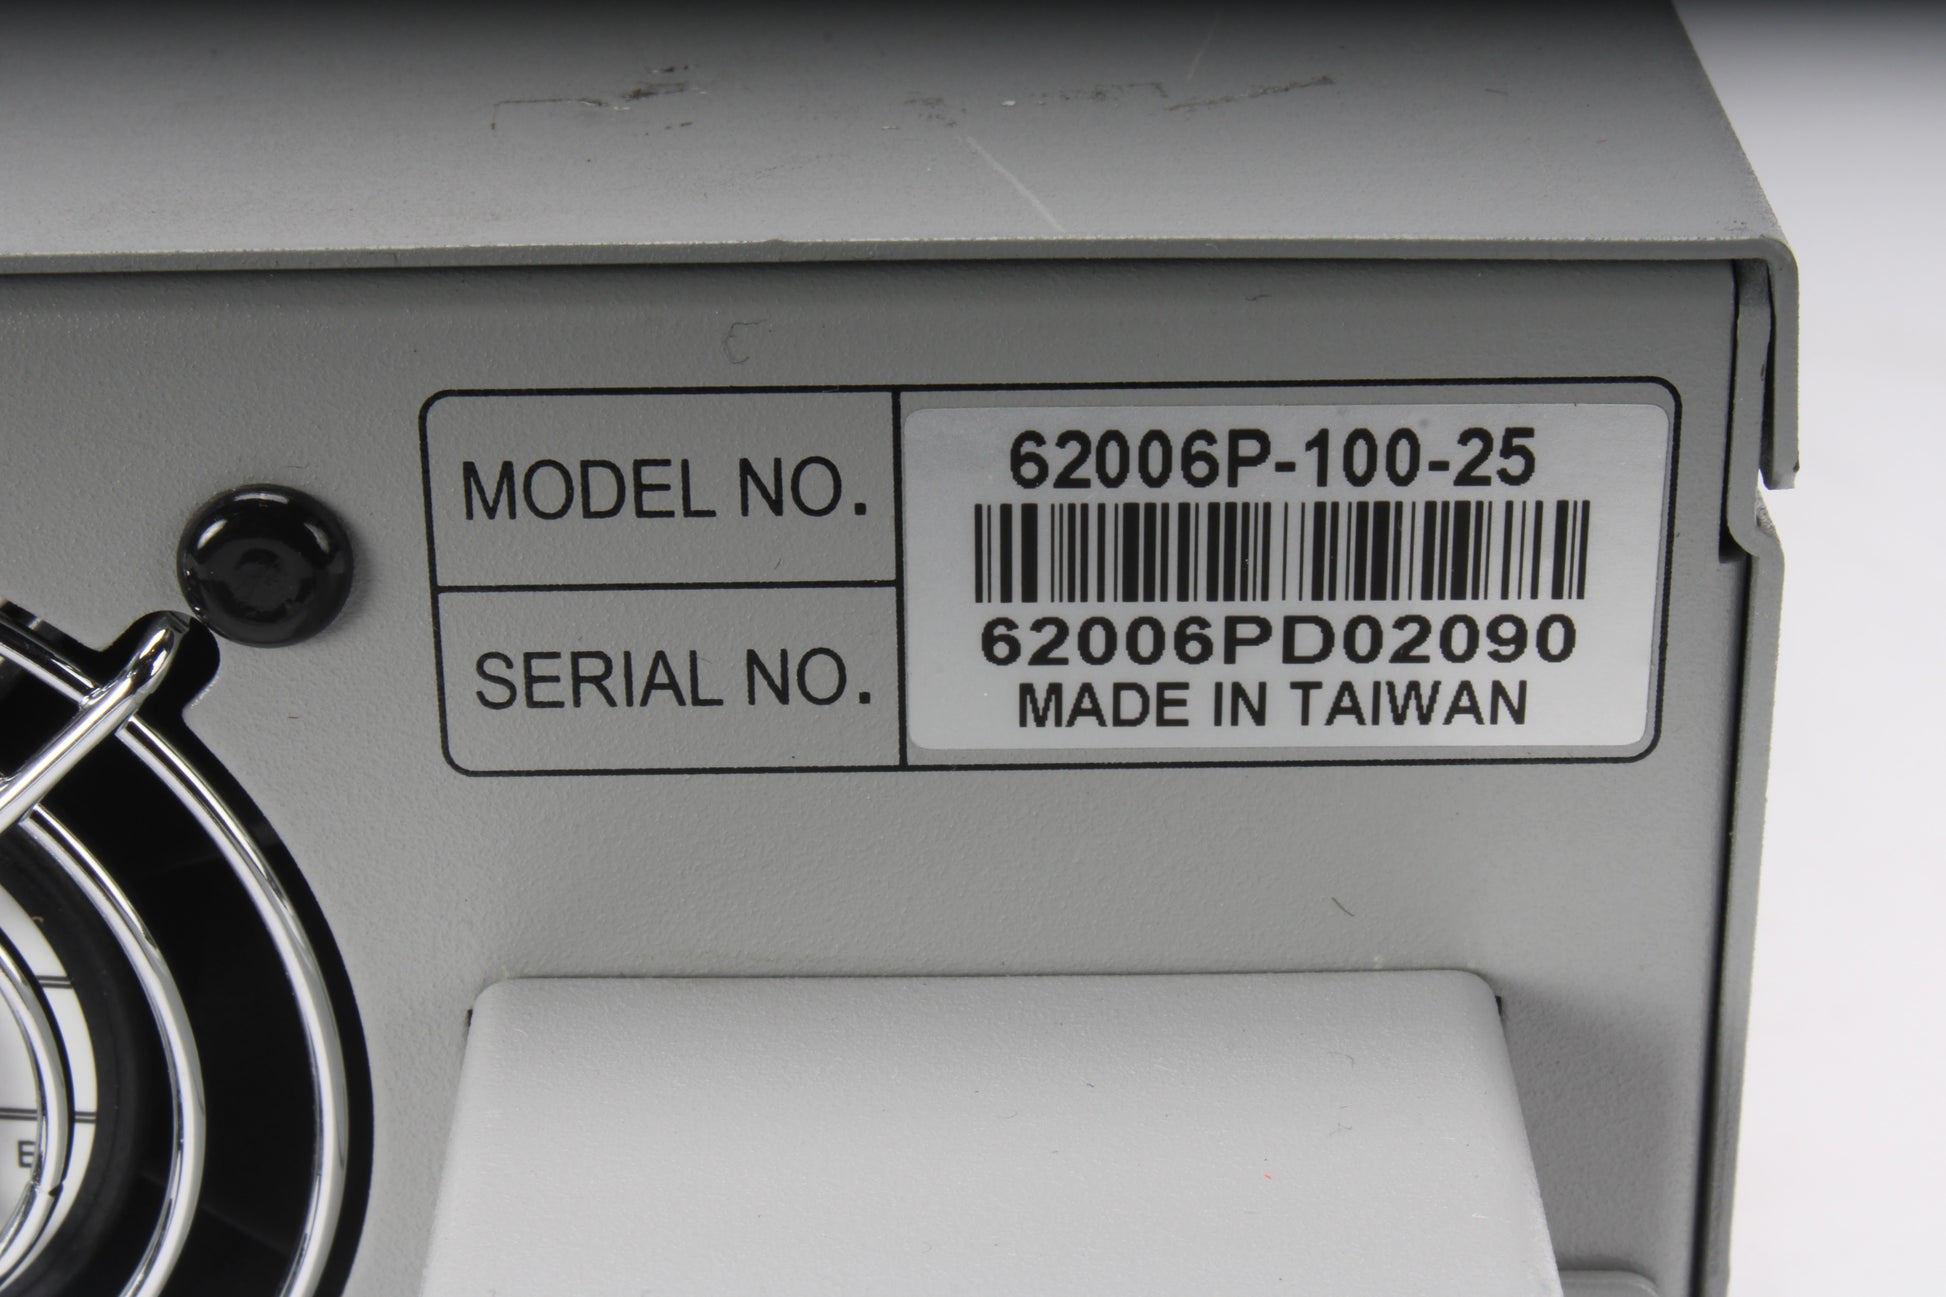 MODEL NO.
62006P-100-25
SERIAL NO.
62006PD02090
MADE IN TAIWAN